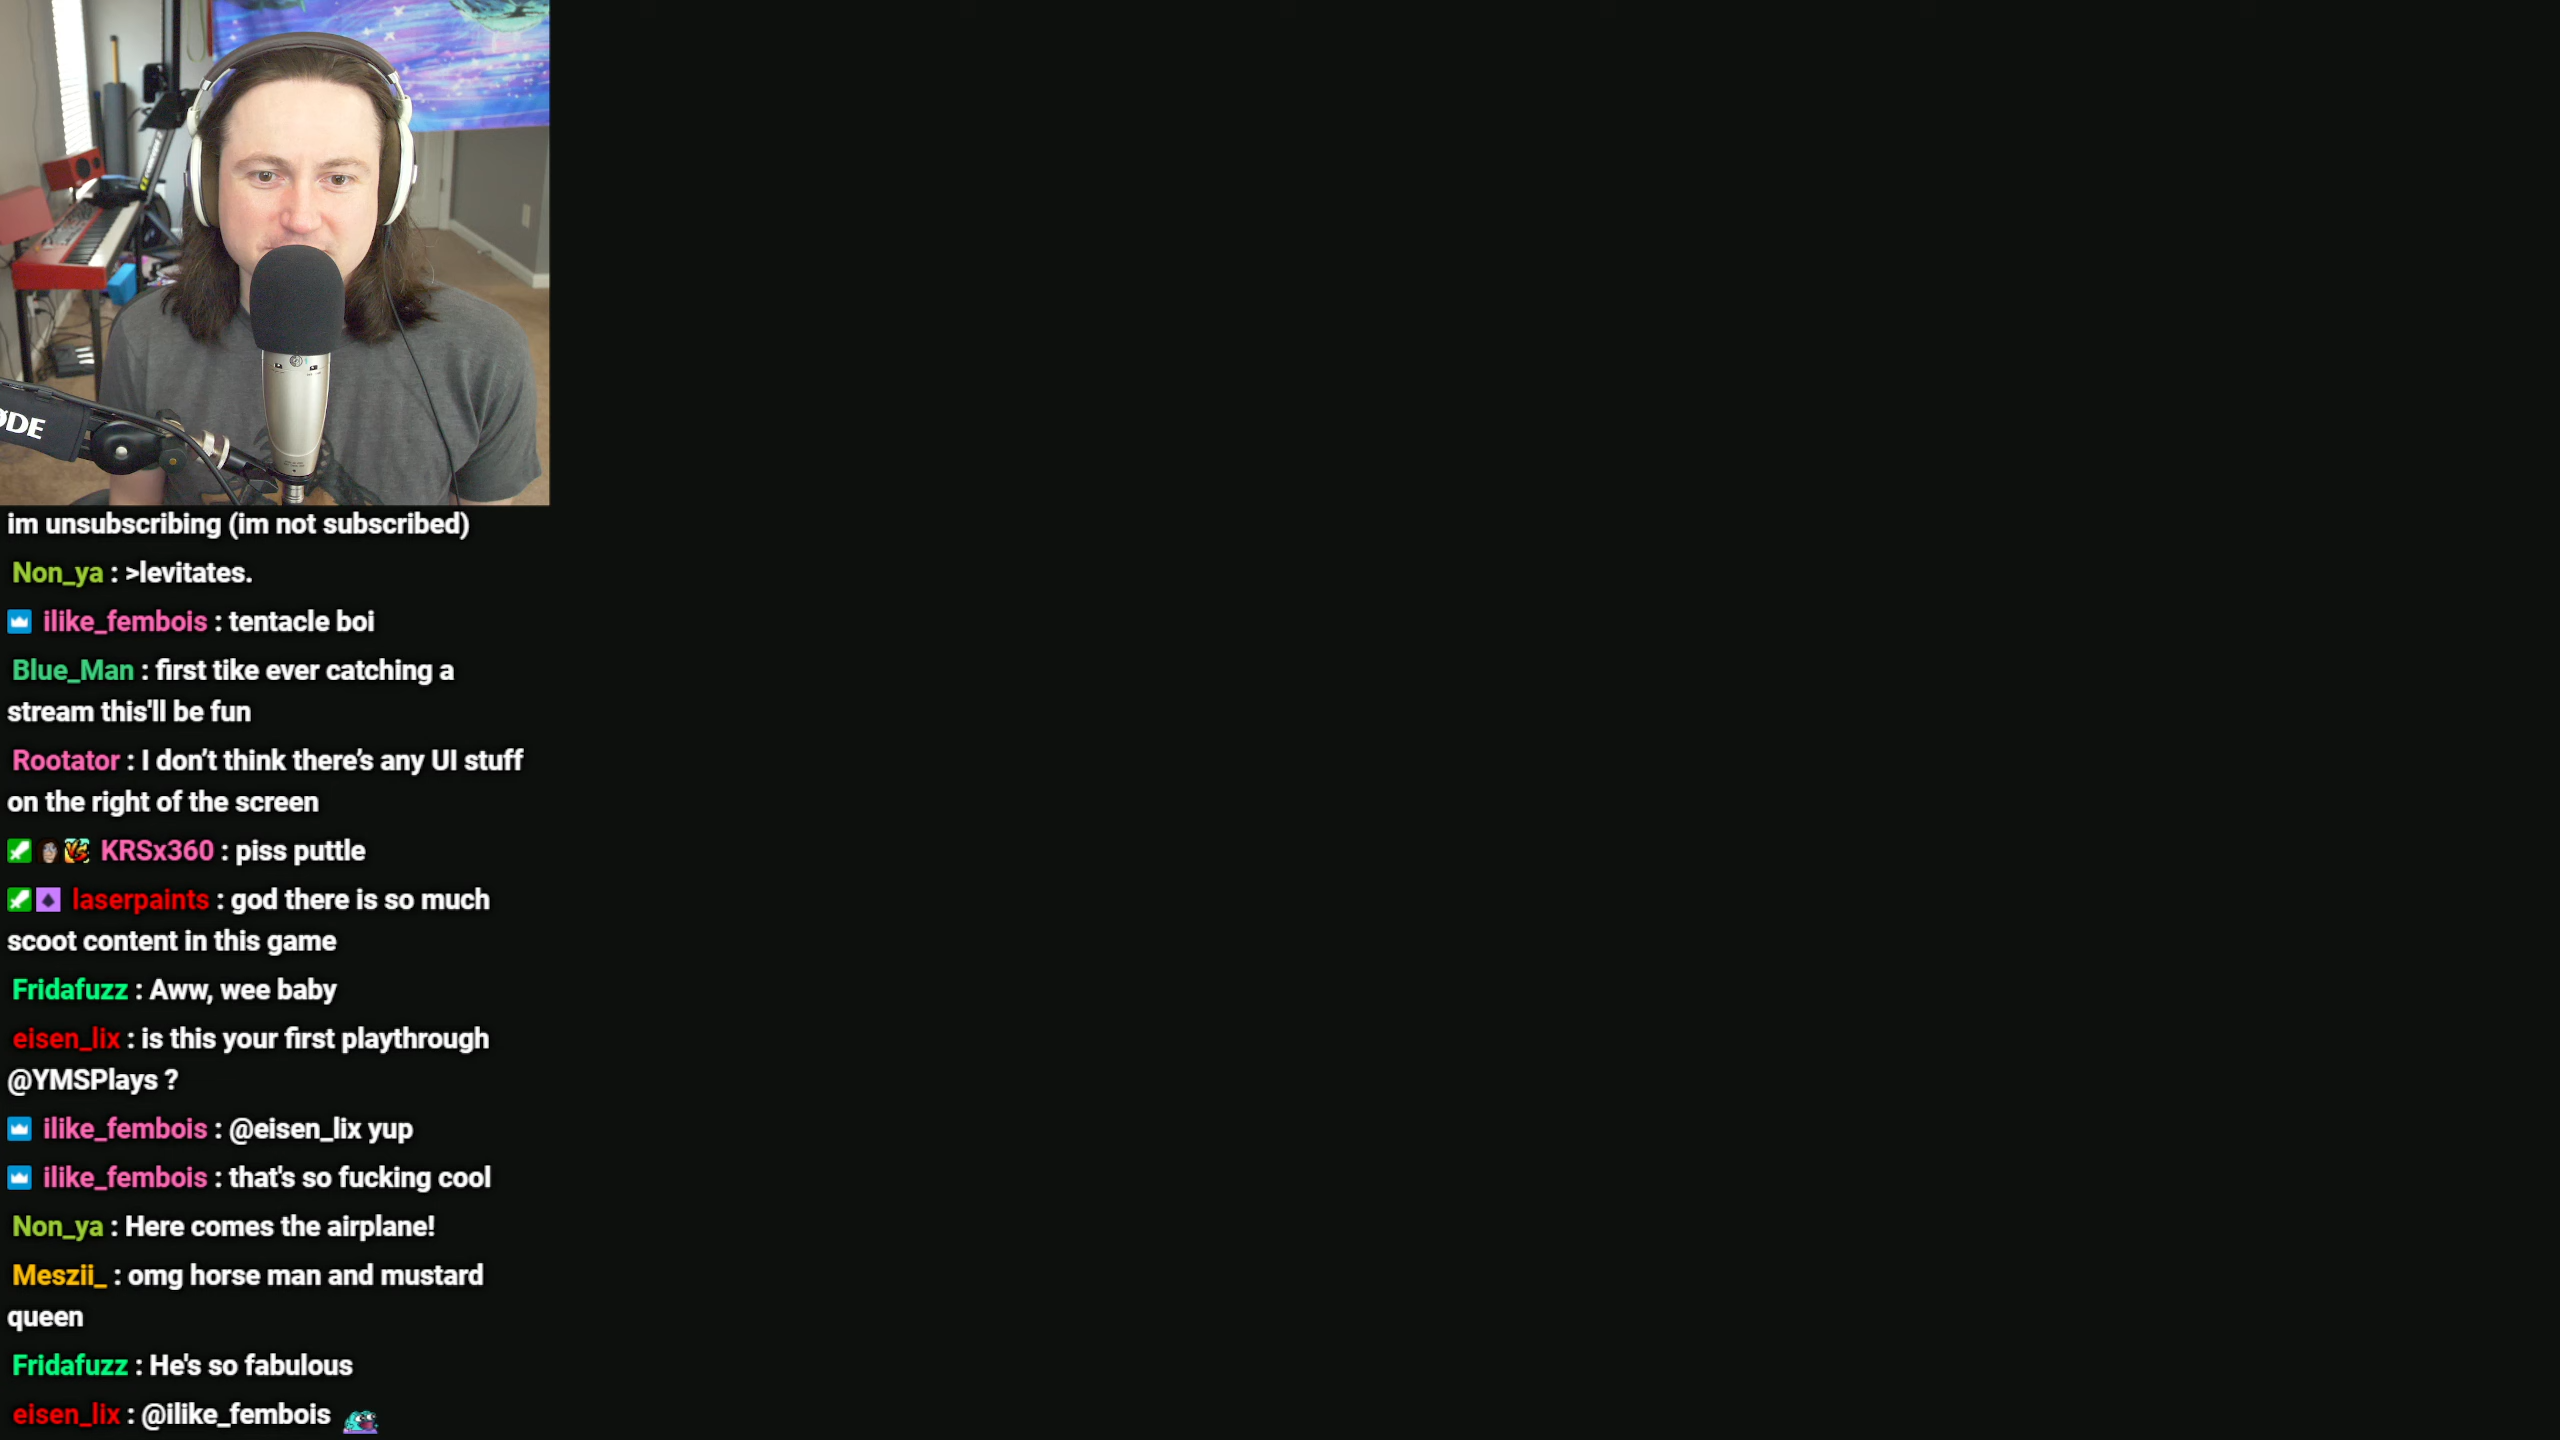 ØDE
im unsubscribing (im not subscribed)
Non_ya : >levitates.
ilike_fembois : tentacle boi
Blue_Man : first tike ever catching a
stream this'll be fun
Rootator : I don’t think there’s any UI stuff
on the right of the screen
KRSx360 : piss puttle
laserpaints : god there is so much
scoot content in this game
Fridafuzz : Aww, wee baby
eisen_lix : is this your first playthrough
@YMSPlays ?
ilike_fembois : @eisen_lix yup
ilike_fembois : that's so fucking cool
Non_ya : Here comes the airplane!
Meszii_ : omg horse man and mustard
queen
Fridafuzz : He's so fabulous
eisen_lix : @ilike_fembois